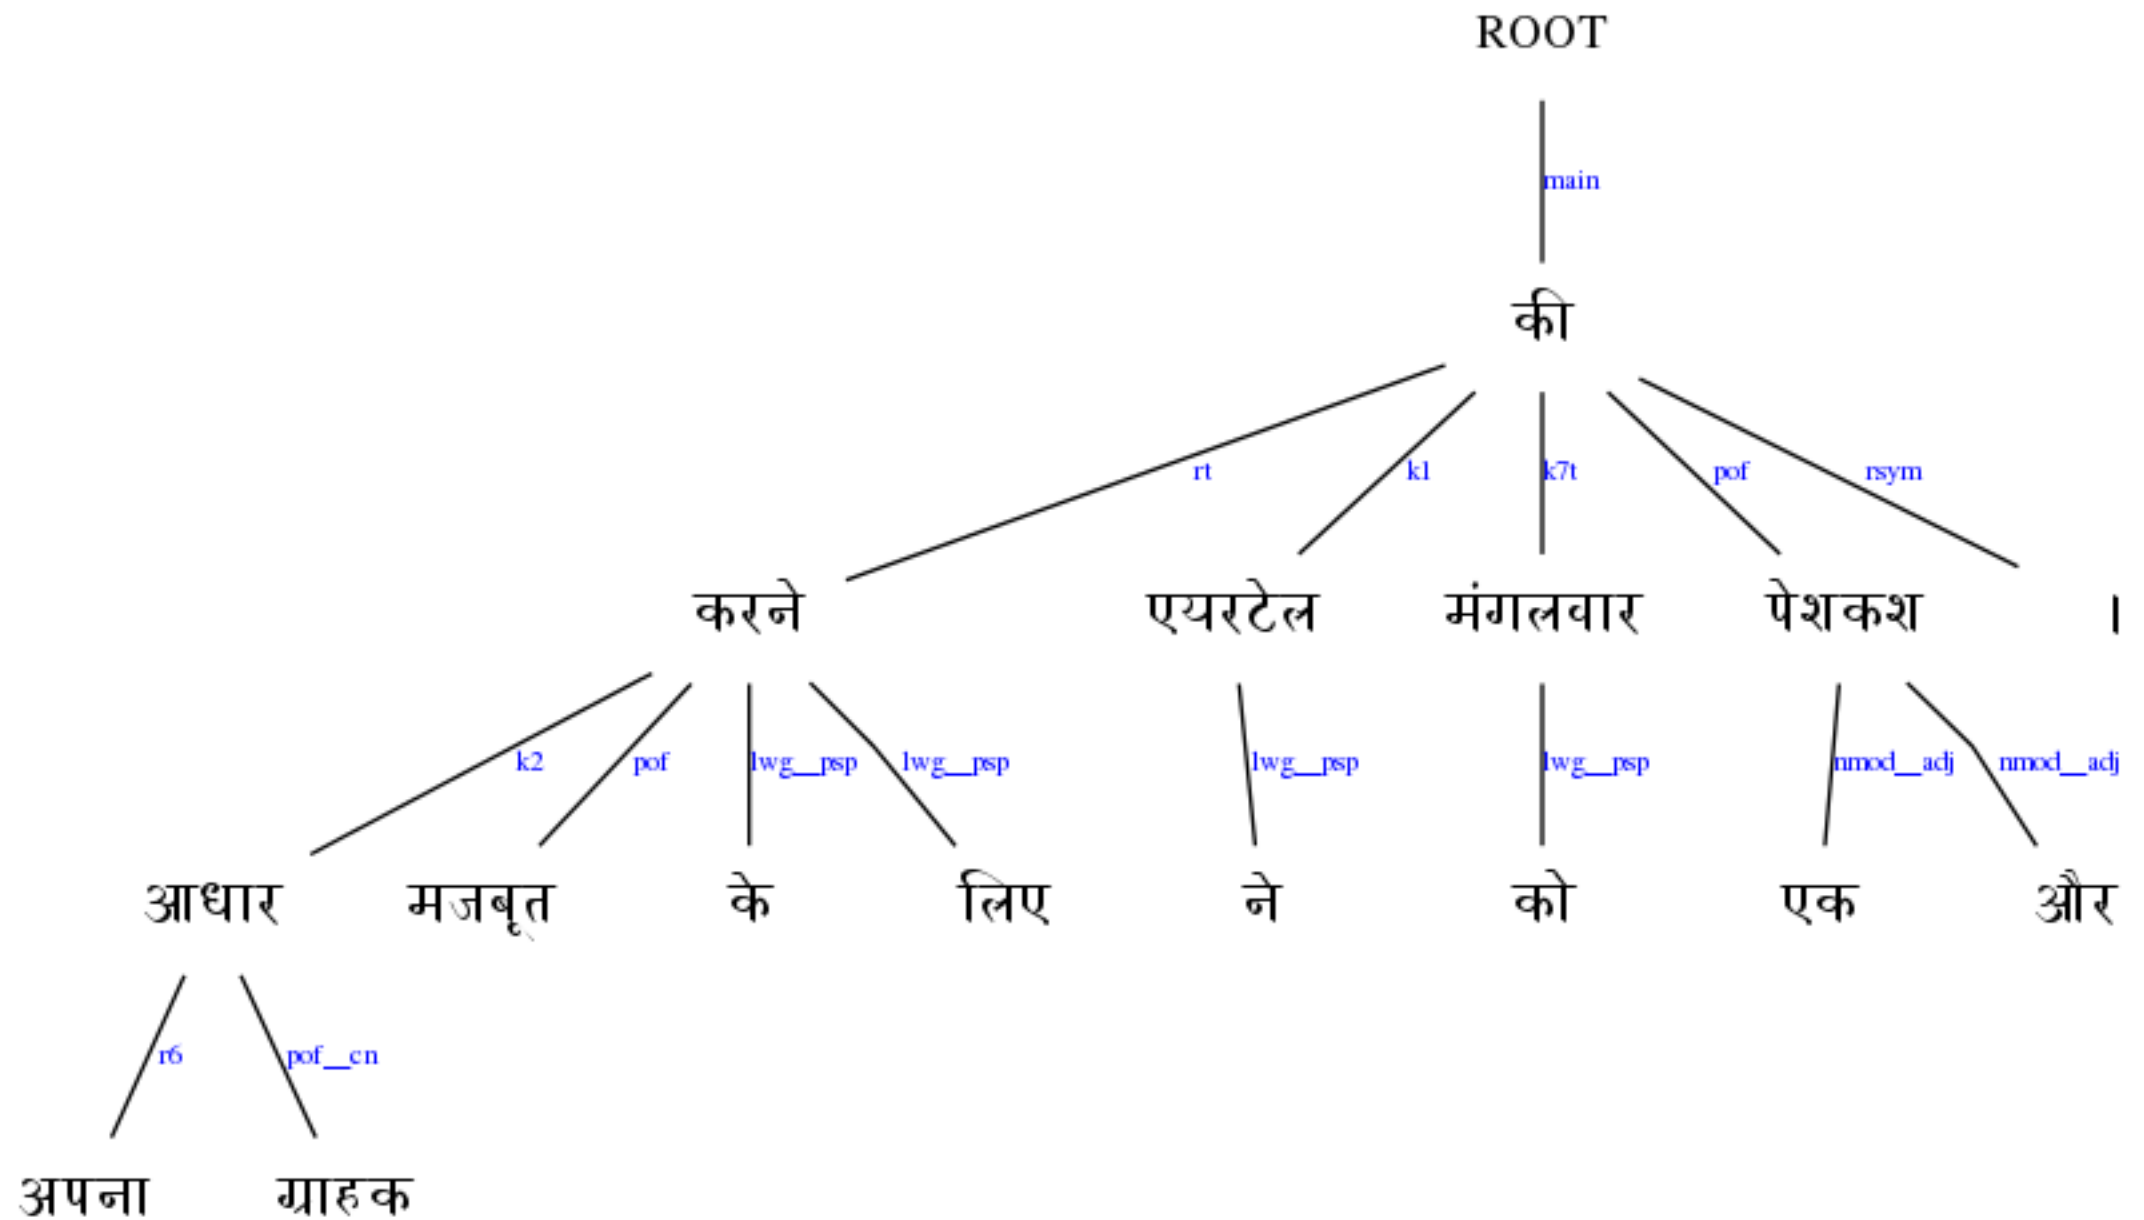 ROOT
main
की
rt k1 k7t pof rsym
करने एयरटेल मंगलवार पेशकश ।
k2 pof lwg__psp lwg__psp lwg__psp lwg__psp nmod__adj nmod__adj
आधार मजबूत के लिए ने को एक और
r6 pof__cn
अपना ग्राहक